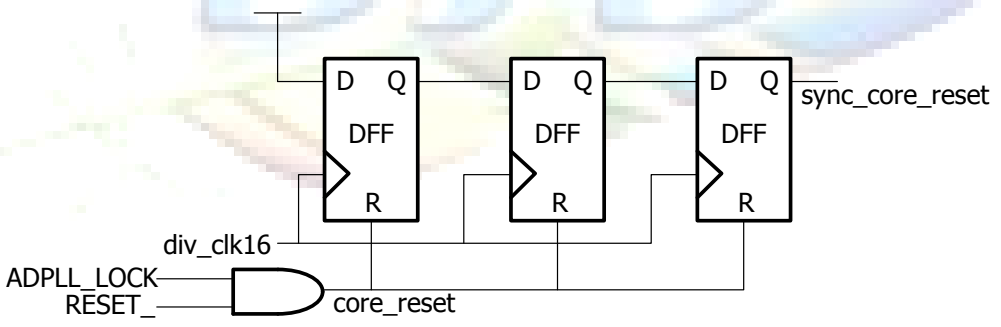 D Q D Q D Q
sync_core_reset
DFF DFF DFF
R R R
div_clk16
ADPLL_LOCK
RESET_
core_reset